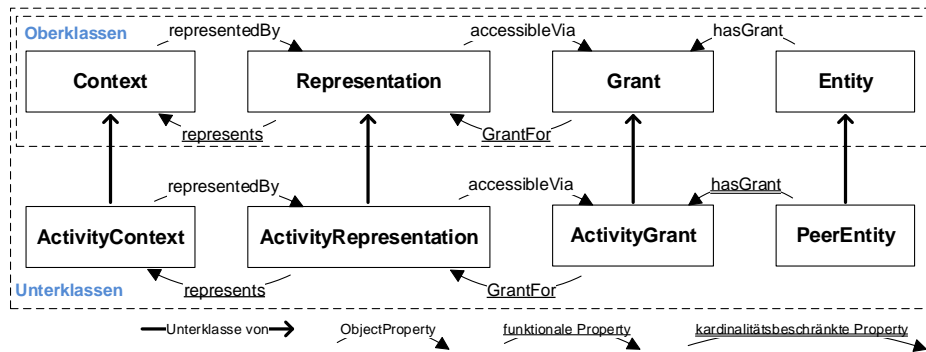 Oberklassen
representedBy
accessibleVia
hasGrant
Context
Representation
Grant
Entity
represents
GrantFor
representedBy
accessibleVia
hasGrant
ActivityContext
ActivityRepresentation
ActivityGrant
PeerEntity
Unterklassen
represents
GrantFor
Unterklasse von
ObjectProperty
funktionale Property
kardinalitätsbeschränkte Property